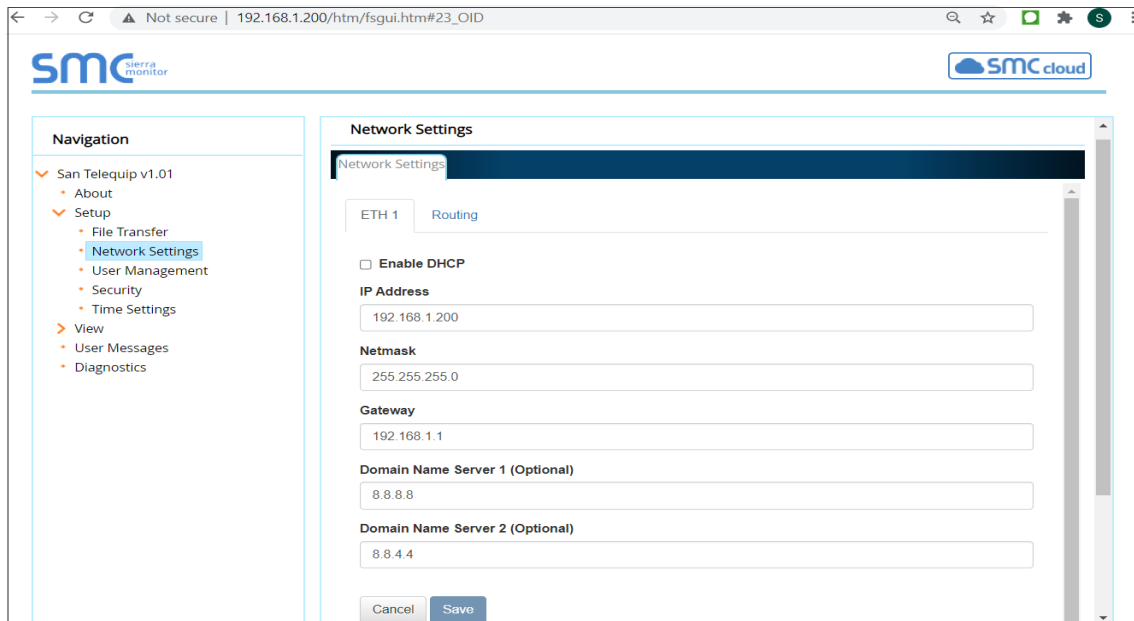 Not secure | 192.168.1.200/htm/fsgui.htm#23_OID
S
SMC sierra monitor
SMC cloud
Navigation
San Telequip v1.01
About
Setup
File Transfer
Network Settings
User Management
Security
Time Settings
View
User Messages
Diagnostics
Network Settings
Network Settings
ETH 1 Routing
Enable DHCP
IP Address
192.168.1.200
Netmask
255.255.255.0
Gateway
192.168.1.1
Domain Name Server 1 (Optional)
8.8.8.8
Domain Name Server 2 (Optional)
8.8.4.4
Cancel Save